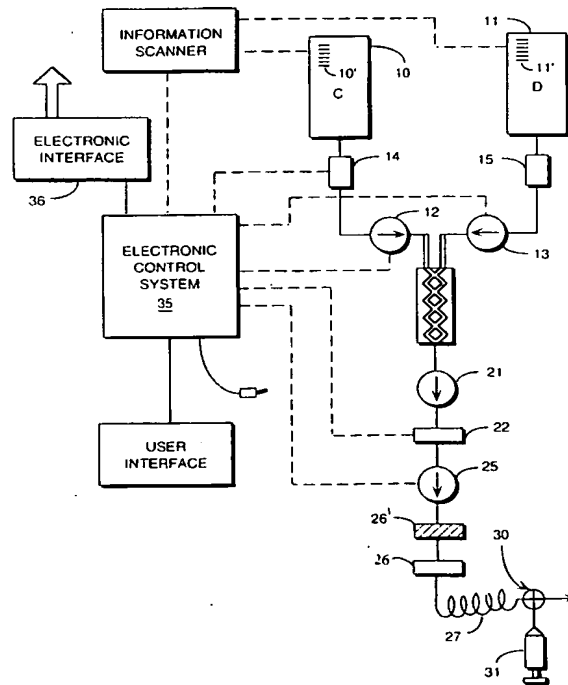 INFORMATION
SCANNER
10'
C
10
11
11'
D
ELECTRONIC
INTERFACE
36
14
15
12
13
ELECTRONIC
CONTROL
SYSTEM
35
21
22
USER
INTERFACE
25
26'
26
27
30
31